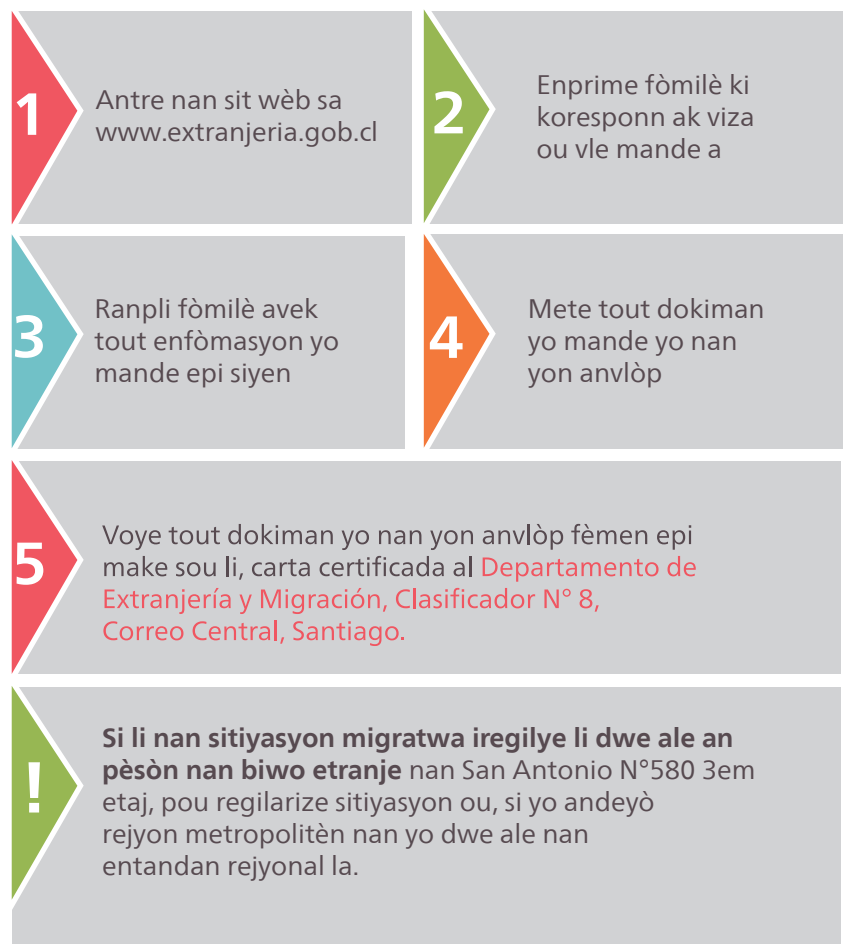 1
Antre nan sit wèb sa
www.extranjeria.gob.cl
2
Enprime fòmilè ki
koresponn ak viza
ou vle mande a
3
Ranpli fòmilè avek
tout enfòmasyon yo
mande epi siyen
4
Mete tout dokiman
yo mande yo nan
yon anvlòp
5
Voye tout dokiman yo nan yon anvlòp fèmen epi
make sou li, carta certificada al Departamento de
Extranjería y Migración, Clasificador N° 8,
Correo Central, Santiago.
!
Si li nan sitiyasyon migratwa iregilye li dwe ale an
pèsòn nan biwo etranje nan San Antonio N°580 3em
etaj, pou regilarize sitiyasyon ou, si yo andeyò
rejyon metropolitèn nan yo dwe ale nan
entandan rejyonal la.